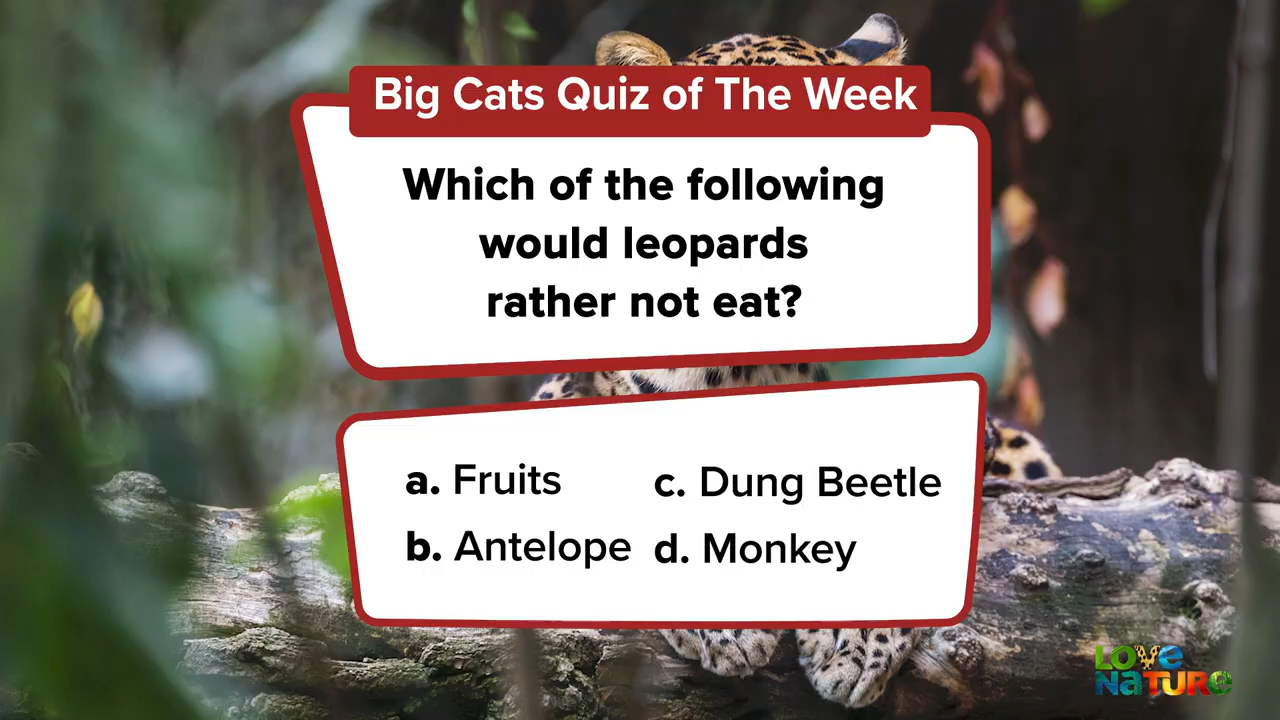 Big Cats Quiz of The Week
Which of the following
would leopards
rather not eat?
a. Fruits
b. Antelope
c. Dung Beetle
d. Monkey
LOVE
NATURE